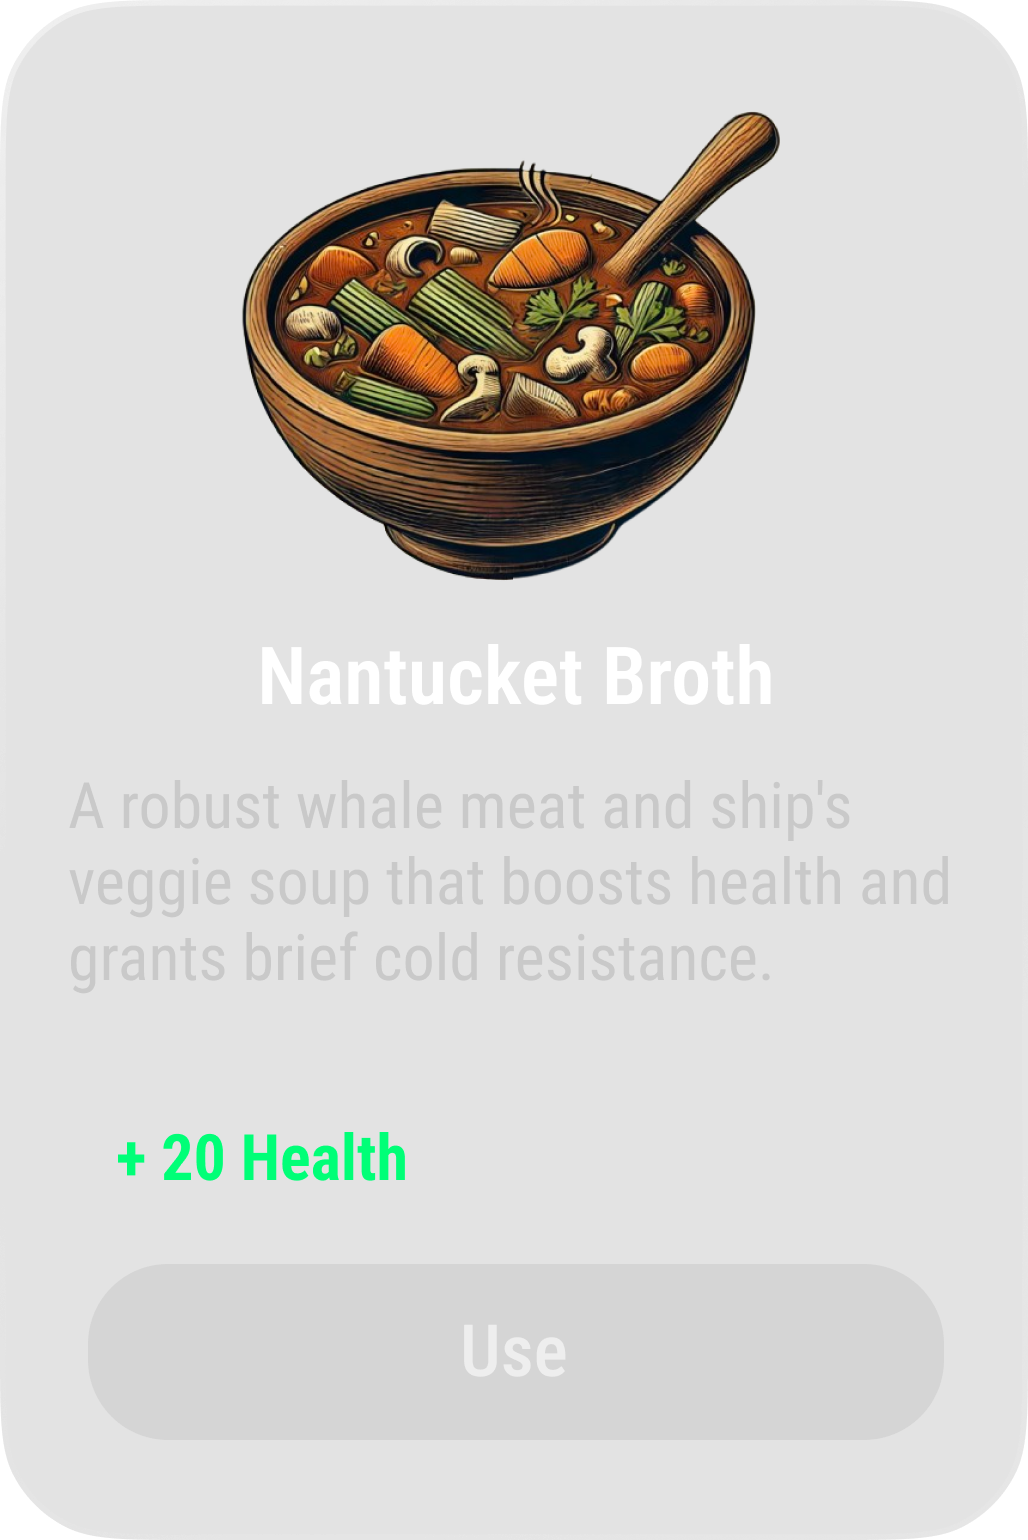 Nantucket Broth
A robust whale meat and ship's
veggie soup that boosts health and
grants brief cold resistance.
+ 20 Health
Use